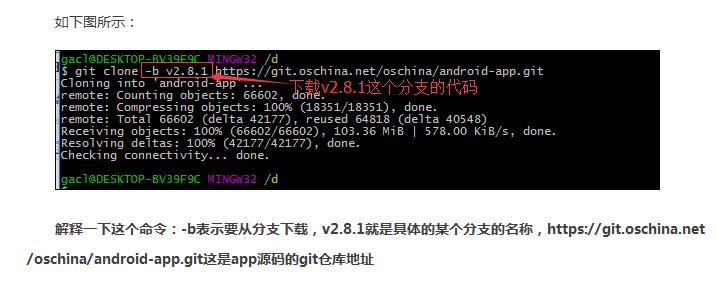 如下图所示：
gacl@DESKTOP-BV39F9C MINGW32 /d
$ git clone -b v2.8.1 https://git.oschina.net/oschina/android-app.git
Cloning into 'android-app'...
下载v2.8.1这个分支的代码
remote: Counting objects: 66602, done.
remote: Compressing objects: 100% (18351/18351), done.
remote: Total 66602 (delta 42177), reused 64818 (delta 40548)
Receiving objects: 100% (66602/66602), 103.36 MiB | 578.00 KiB/s, done.
Resolving deltas: 100% (42177/42177), done.
Checking connectivity... done.
gacl@DESKTOP-BV39F9C MINGW32 /d
解释一下这个命令：-b表示要从分支下载，v2.8.1就是具体的某个分支的名称，https://git.oschina.net
/oschina/android-app.git这是app源码的git仓库地址